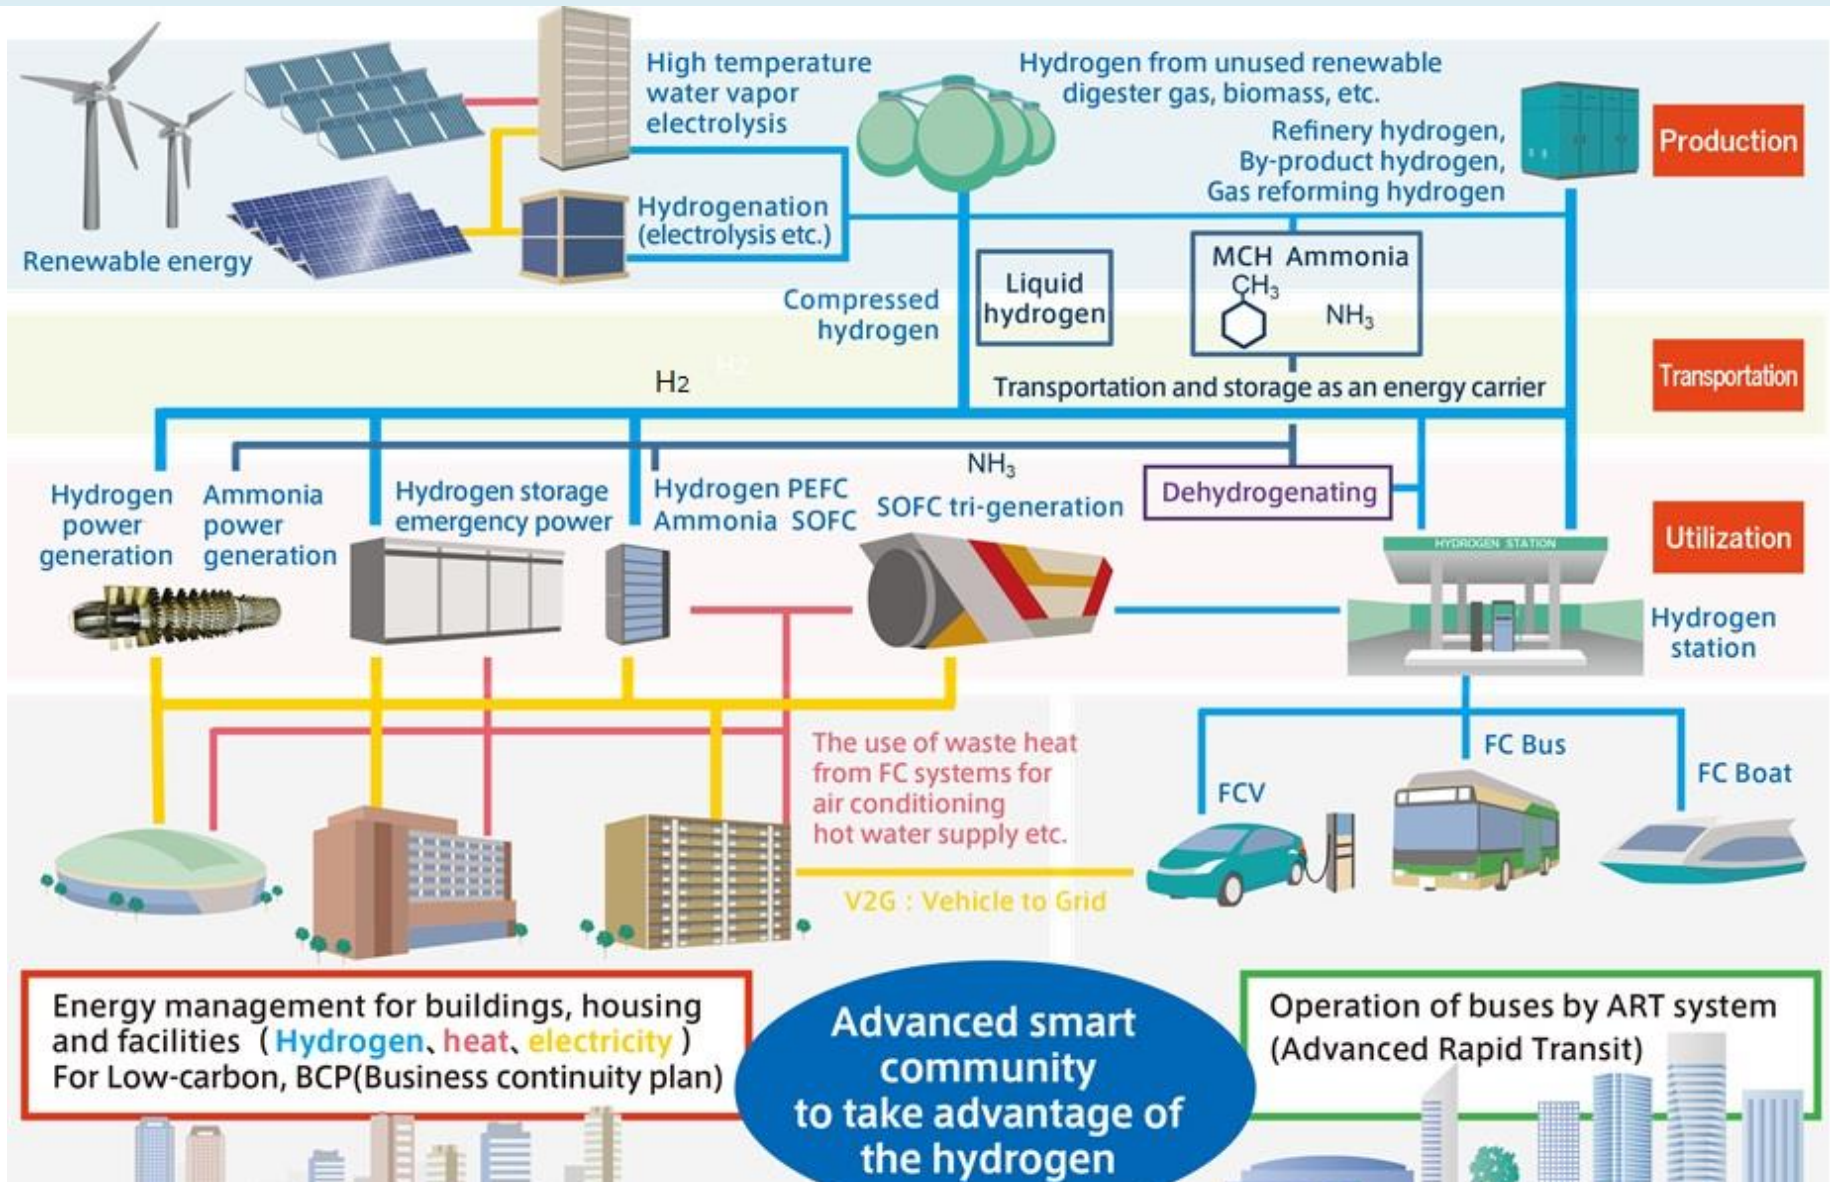 High temperature
water vapor
electrolysis
Hydrogen from unused renewable
digester gas, biomass, etc.
Refinery hydrogen,
By-product hydrogen,
Gas reforming hydrogen
Production
Hydrogenation
(electrolysis etc.)
Renewable energy
Compressed
hydrogen
Liquid
hydrogen
MCH Ammonia
CH3
NH3
H2
H2
Transportation and storage as an energy carrier
Transportation
NH3
Hydrogen
power
generation
Ammonia
power
generation
Hydrogen storage
emergency power
Hydrogen PEFC
Ammonia SOFC
SOFC tri-generation
Dehydrogenating
Utilization
HYDROGEN STATION
Hydrogen
station
The use of waste heat
from FC systems for
air conditioning
hot water supply etc.
FCV
FC Bus
FC Boat
V2G : Vehicle to Grid
Energy management for buildings, housing
and facilities (Hydrogen、heat、electricity)
For Low-carbon, BCP(Business continuity plan)
Advanced smart
community
to take advantage of
the hydrogen
Operation of buses by ART system
(Advanced Rapid Transit)